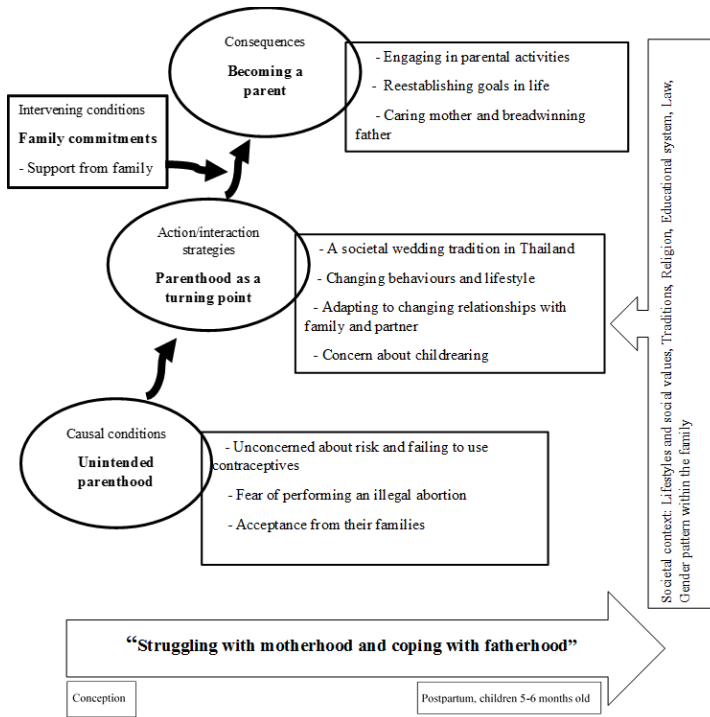 Consequences
Becoming a
parent
- Engaging in parental activities
- Reestablishing goals in life
- Caring mother and breadwinning
father
Intervening conditions
Family commitments
- Support from family
Action/interaction
strategies
Parenthood as a
turning point
- A societal wedding tradition in Thailand
- Changing behaviours and lifestyle
- Adapting to changing relationships with
family and partner
- Concern about childrearing
Causal conditions
Unintended
parenthood
- Unconcerned about risk and failing to use
contraceptives
- Fear of performing an illegal abortion
- Acceptance from their families
Societal context: Lifestyles and social values, Traditions, Religion, Educational system, Law,
Gender pattern within the family
“Struggling with motherhood and coping with fatherhood”
Conception
Postpartum, children 5-6 months old